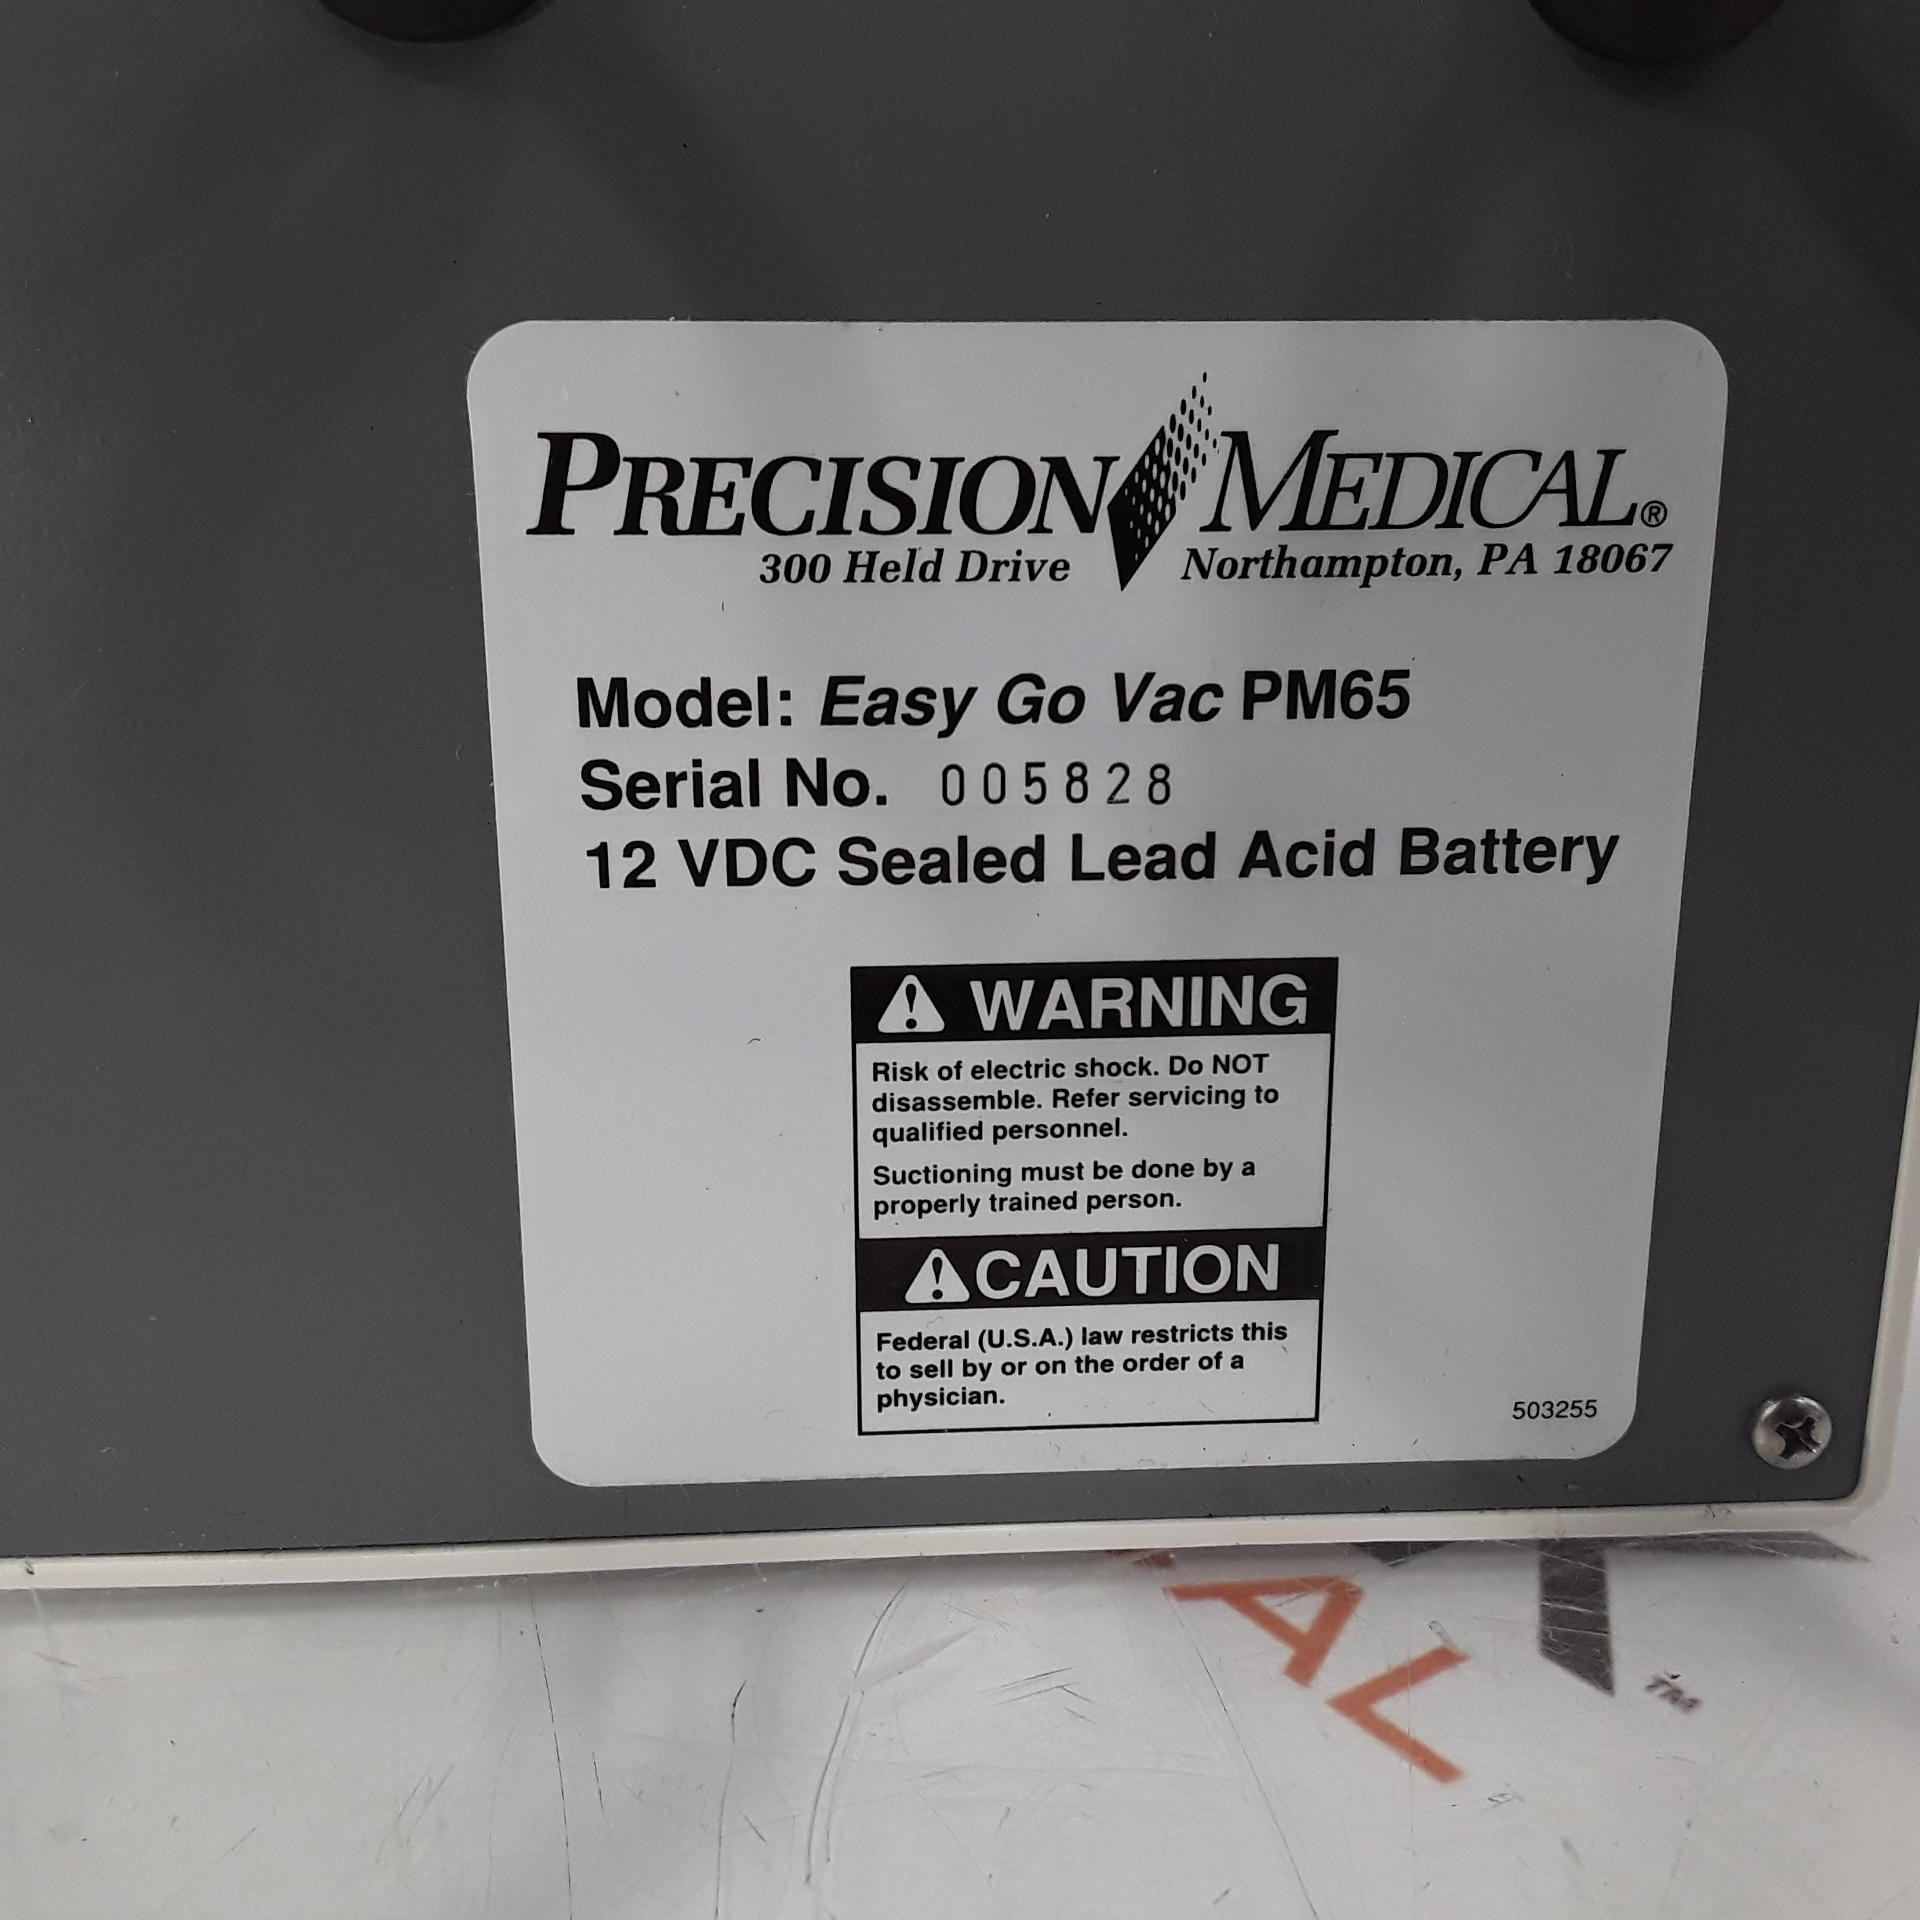 PRECISION MEDICAL®
300 Held Drive Northampton, PA 18067
Model: Easy Go Vac PM65
Serial No. 005828
12 VDC Sealed Lead Acid Battery
WARNING
Risk of electric shock. Do NOT
disassemble. Refer servicing to
qualified personnel.
Suctioning must be done by a
properly trained person.
CAUTION
Federal (U.S.A.) law restricts this
to sell by or on the order of a
physician.
503255
AL
TM